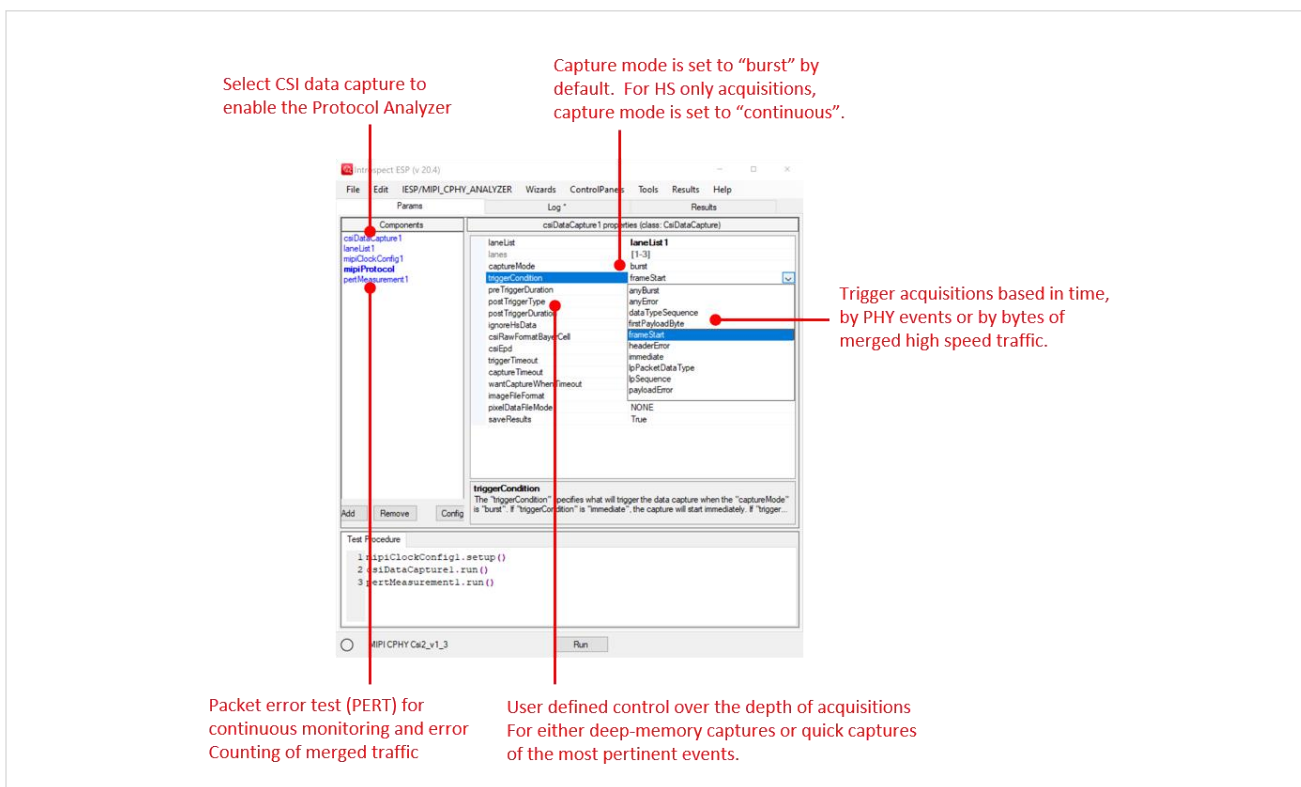 Select CSI data capture to
enable the Protocol Analyzer
Capture mode is set to “burst” by
default.  For HS only acquisitions,
capture mode is set to “continuous”.
Introspect ESP (v 20.4)
File Edit IESP/MIPI_CPHY_ANALYZER Wizards ControlPanels Tools Results Help
Params Log * Results
Components
csiDataCapture1
laneList1
mipiClockConfig1
mipiProtocol
pertMeasurement1
csiDataCapture1 properties (class: CsiDataCapture)
laneList laneList1
lanes [1-3]
captureMode burst
triggerCondition frameStart
preTriggerDuration
postTriggerType
postTriggerDuration
ignoreHsData
csiRawFormatBayerCell
csiEpd
triggerTimeout
captureTimeout
wantCaptureWhenTimeout
imageFileFormat
pixelDataFileMode NONE
saveResults True
anyBurst
anyError
dataTypeSequence
firstPayloadByte
frameStart
headerError
immediate
lpPacketDataType
lpSequence
payloadError
Trigger acquisitions based in time,
by PHY events or by bytes of
merged high speed traffic.
triggerCondition
The "triggerCondition" specifies what will trigger the data capture when the "captureMode"
is "burst". If "triggerCondition" is "immediate", the capture will start immediately. If "trigger...
Add Remove Config
Test Procedure
1 mipiClockConfig1.setup()
2 csiDataCapture1.run()
3 pertMeasurement1.run()
MIPI CPHY Csi2_v1_3 Run
Packet error test (PERT) for
continuous monitoring and error
Counting of merged traffic
User defined control over the depth of acquisitions
For either deep-memory captures or quick captures
of the most pertinent events.